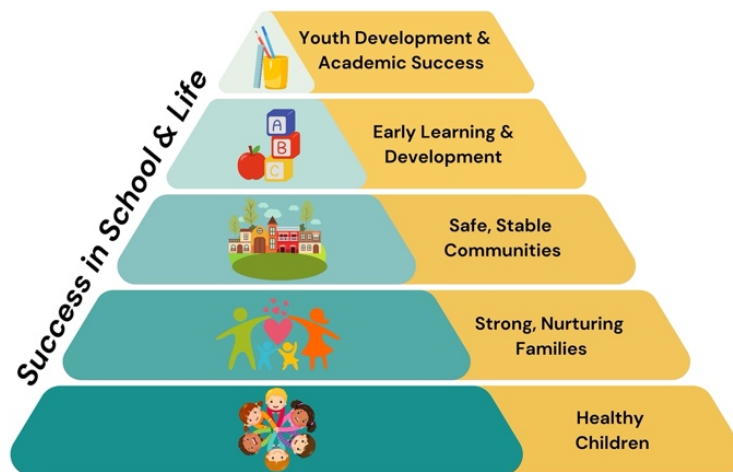 Success in School & Life
Youth Development &
Academic Success
A
B
C
Early Learning &
Development
Safe, Stable
Communities
Strong, Nurturing
Families
Healthy
Children